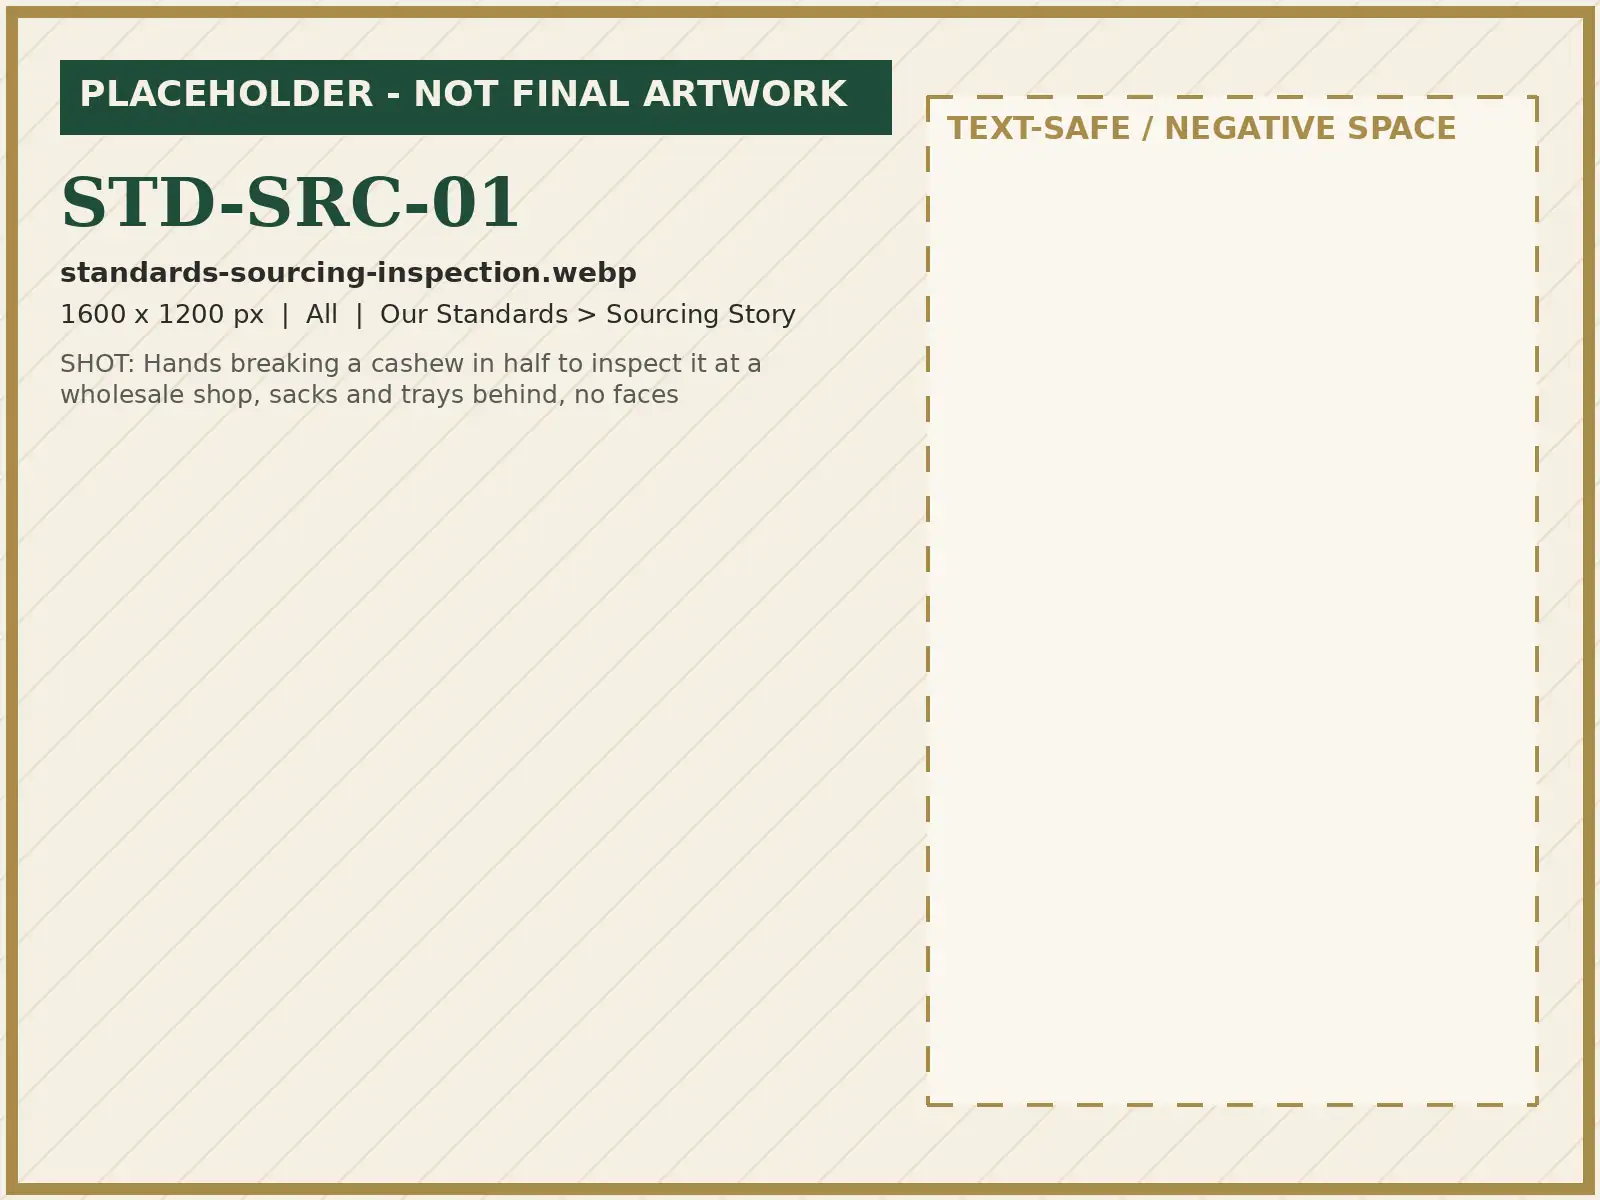 PLACEHOLDER - NOT FINAL ARTWORK
STD-SRC-01
standards-sourcing-inspection.webp
1600 x 1200 px | All | Our Standards > Sourcing Story
SHOT: Hands breaking a cashew in half to inspect it at a
wholesale shop, sacks and trays behind, no faces
TEXT-SAFE / NEGATIVE SPACE